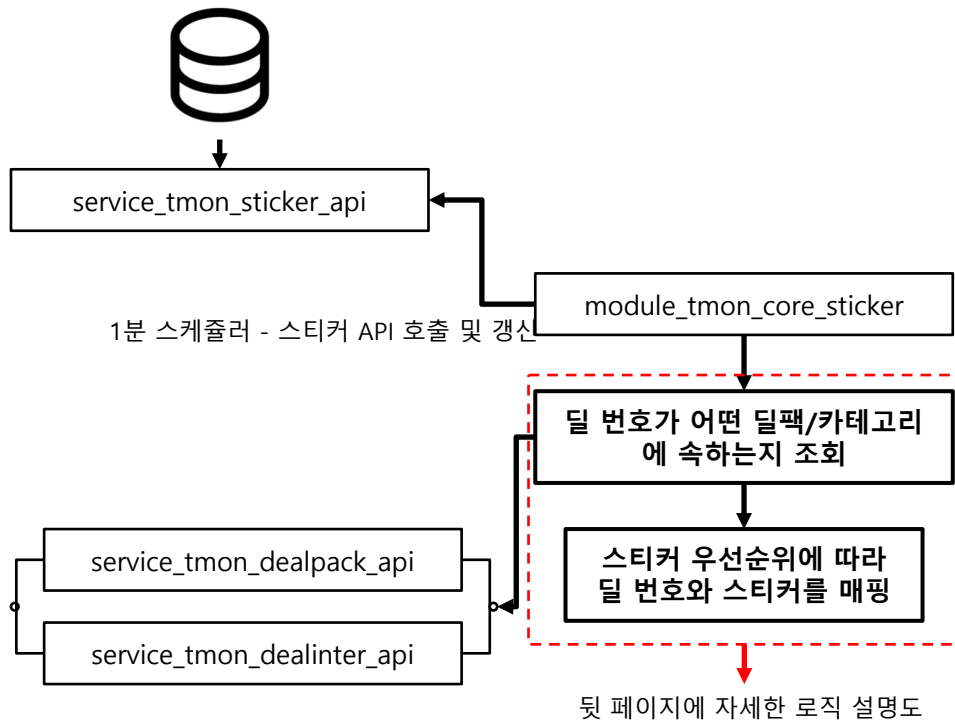 service_tmon_sticker_api
module_tmon_core_sticker
1분 스케쥴러 - 스티커 API 호출 및 갱신
딜 번호가 어떤 딜팩/카테고리
에 속하는지 조회
스티커 우선순위에 따라
딜 번호와 스티커를 매핑
service_tmon_dealpack_api
service_tmon_dealinter_api
뒷 페이지에 자세한 로직 설명도